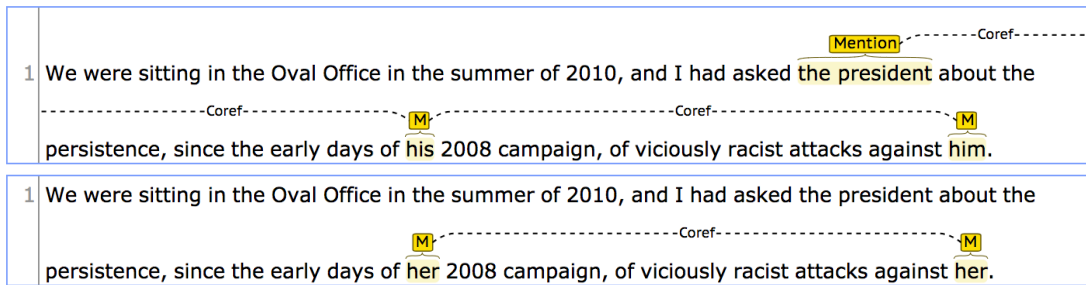 Mention Coref
1 We were sitting in the Oval Office in the summer of 2010, and I had asked the president about the
Coref M Coref M
persistence, since the early days of his 2008 campaign, of viciously racist attacks against him.
1 We were sitting in the Oval Office in the summer of 2010, and I had asked the president about the
M Coref M
persistence, since the early days of her 2008 campaign, of viciously racist attacks against her.